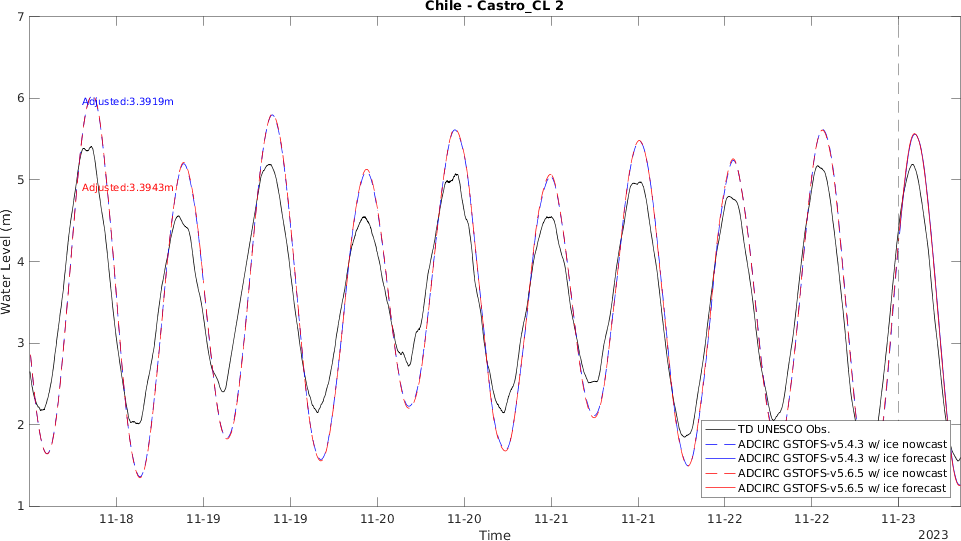 Chile - Castro_CL 2
7
6
5
4
3
2
1
Water Level (m)
Adjusted:3.3919m
Adjusted:3.3943m
TD UNESCO Obs.
ADCIRC GSTOFS-v5.4.3 w/ ice nowcast
ADCIRC GSTOFS-v5.4.3 w/ ice forecast
ADCIRC GSTOFS-v5.6.5 w/ ice nowcast
ADCIRC GSTOFS-v5.6.5 w/ ice forecast
11-18 11-19 11-19 11-20 11-20 11-21 11-21 11-22 11-22 11-23
Time
2023